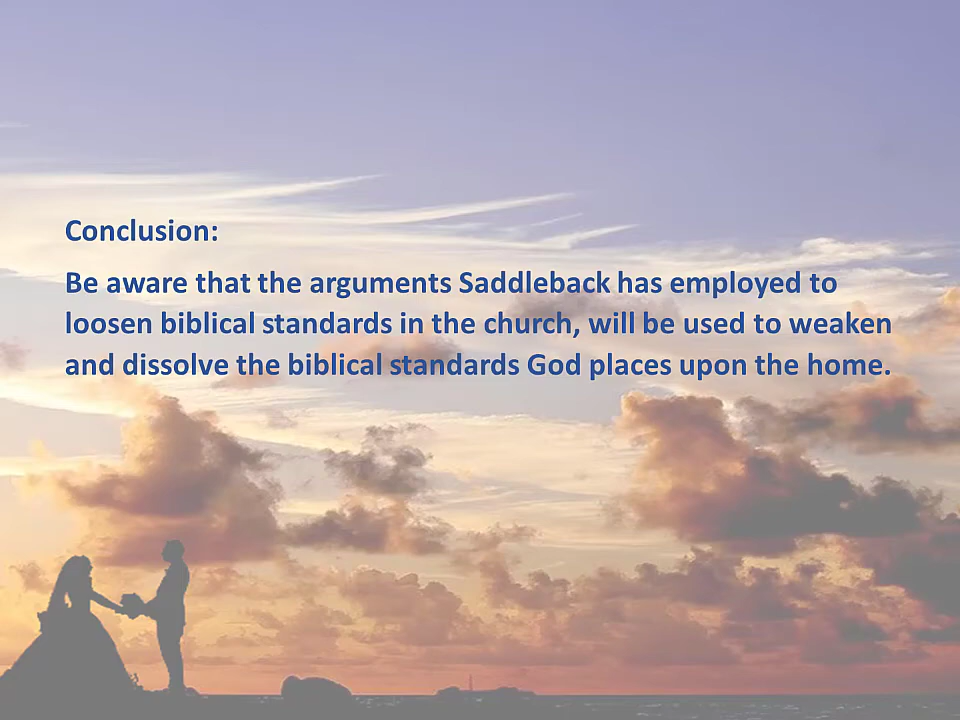 Conclusion:
Be aware that the arguments Saddleback has employed to
loosen biblical standards in the church, will be used to weaken
and dissolve the biblical standards God places upon the home.